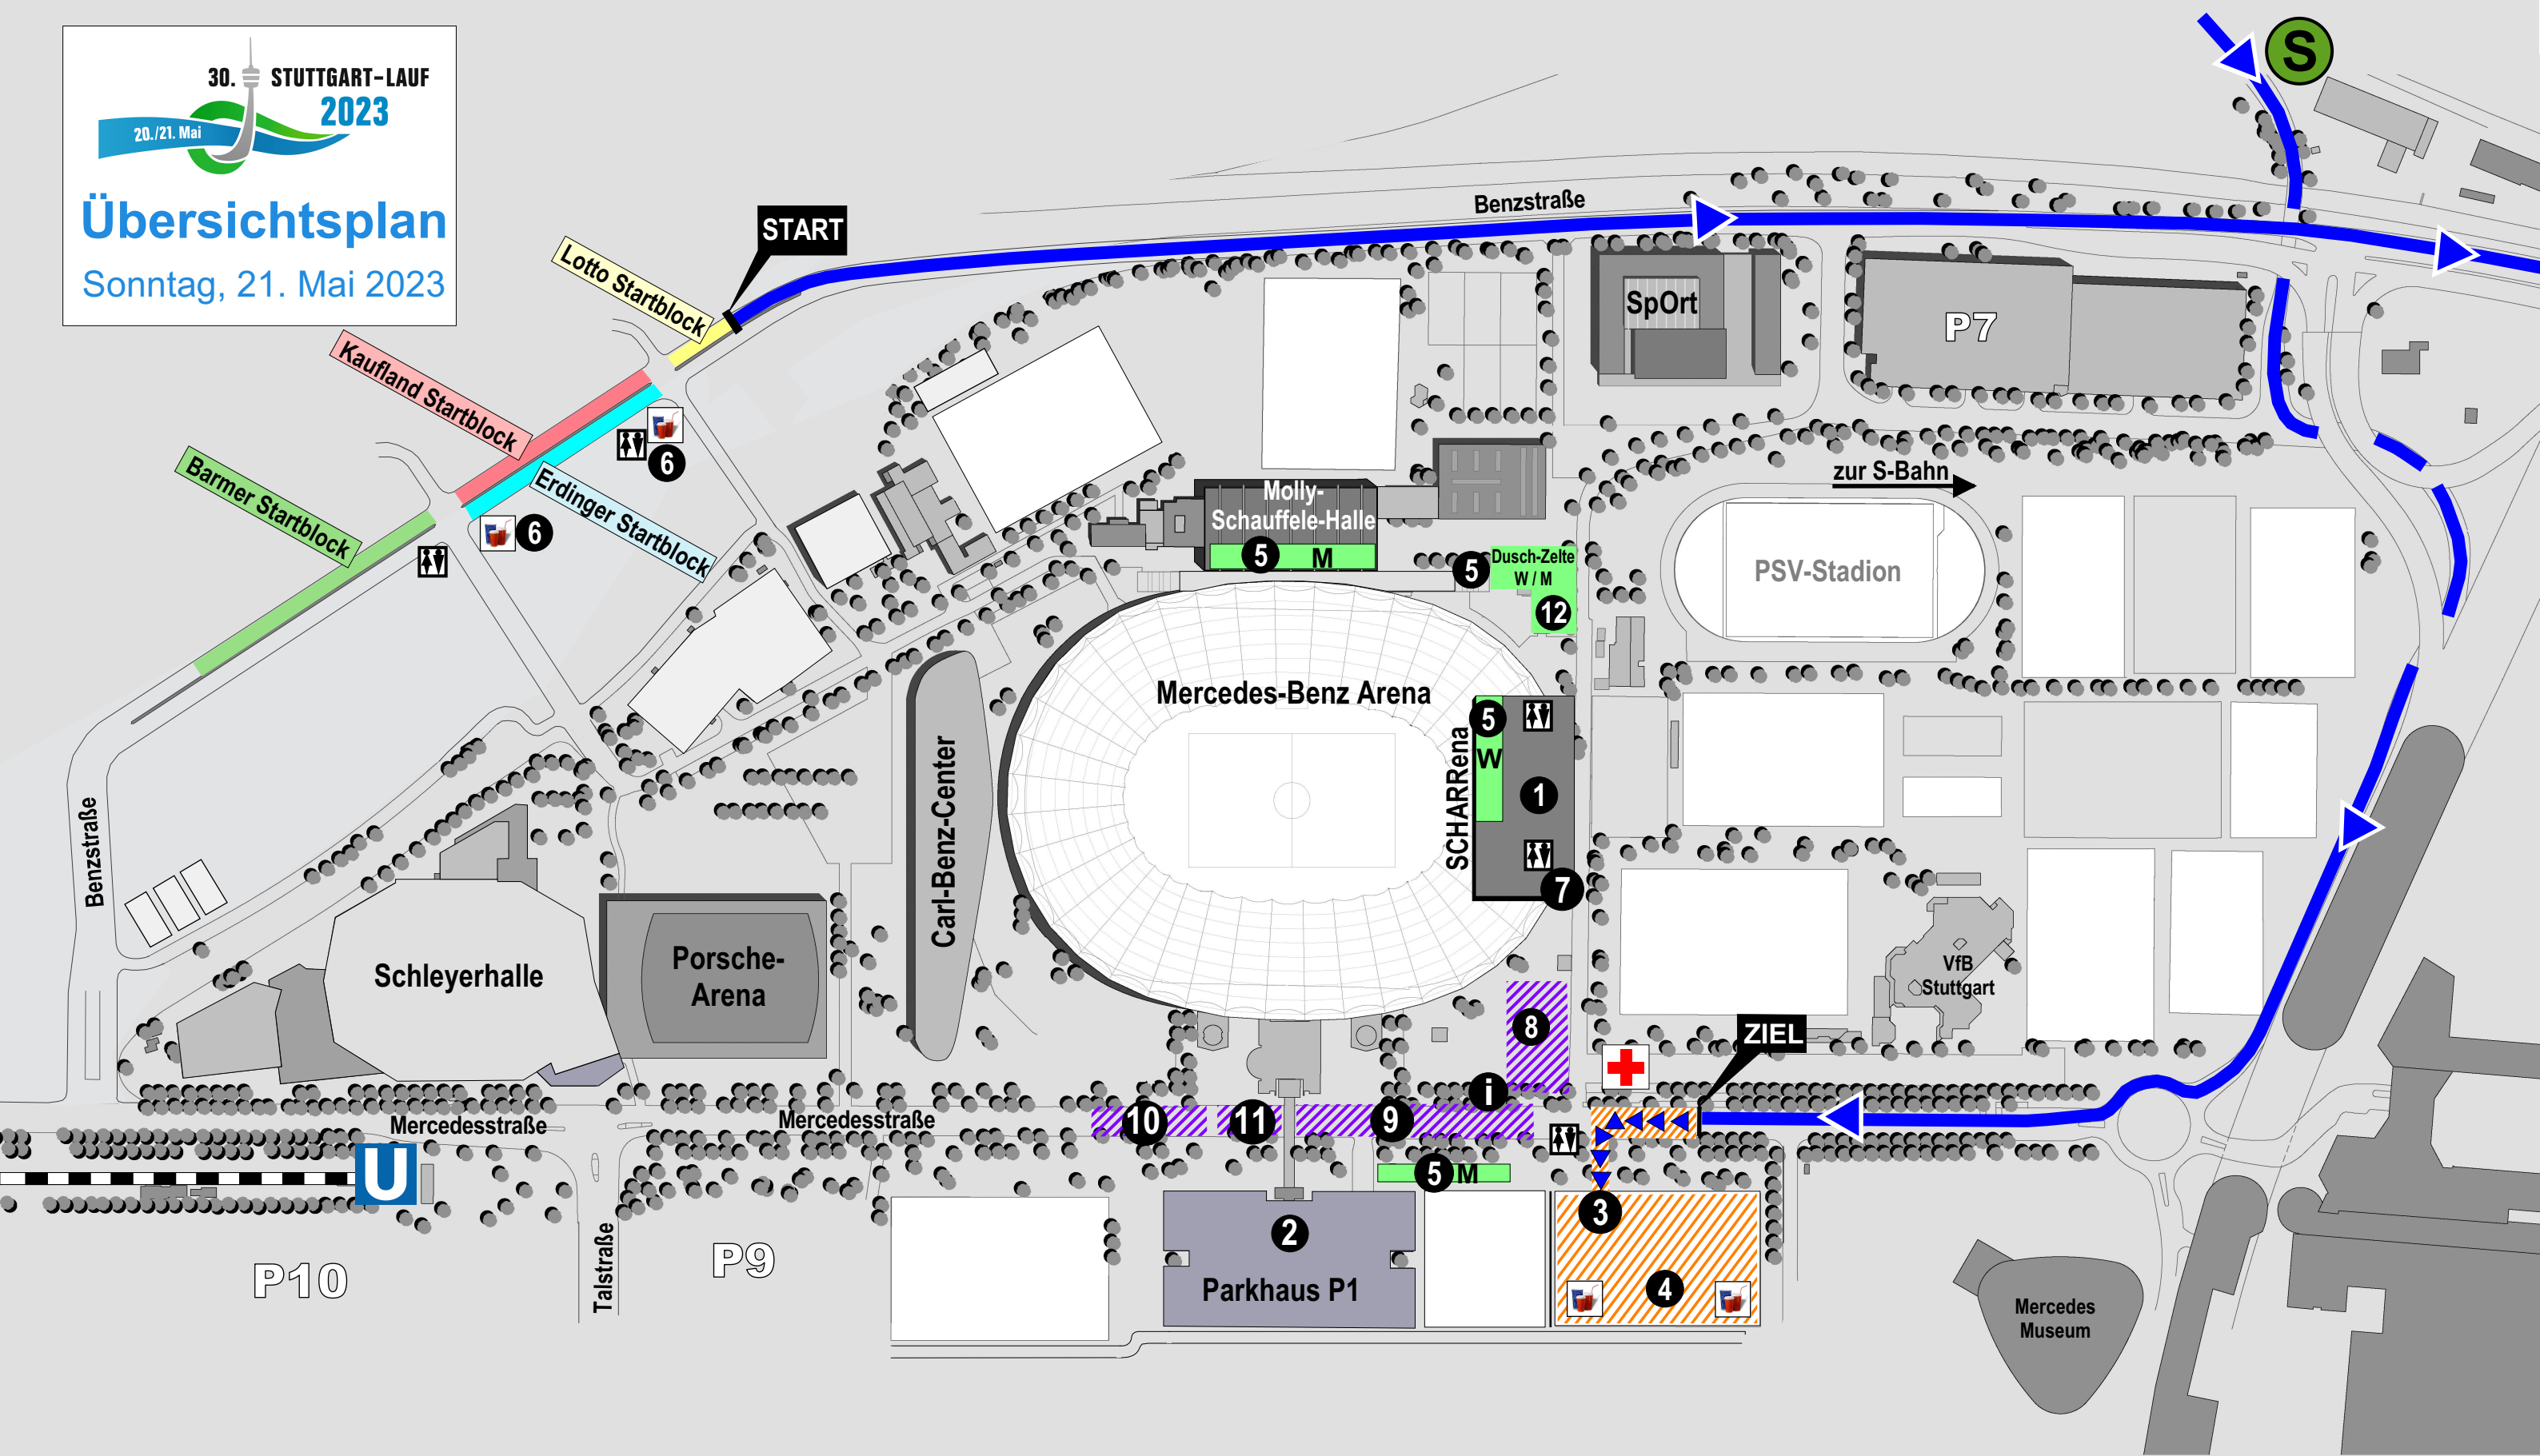 30. STUTTGART-LAUF
2023
20./21. Mai
Übersichtsplan
Sonntag, 21. Mai 2023
S
START
Benzstraße
Lotto Startblock
SpOrt
P7
Kaufland Startblock
6
Barmer Startblock
Erdinger Startblock
6
zur S-Bahn
Molly-
Schauffele-Halle
5 M
5
Dusch-Zelte
W / M
12
PSV-Stadion
Mercedes-Benz Arena
SCHARRena
5
W
1
7
Carl-Benz-Center
Benzstraße
Schleyerhalle
Porsche-
Arena
VfB
Stuttgart
8
ZIEL
i
10
11
9
Mercedesstraße
Mercedesstraße
U
5 M
3
2
Parkhaus P1
4
P10
Talstraße
P9
Mercedes
Museum